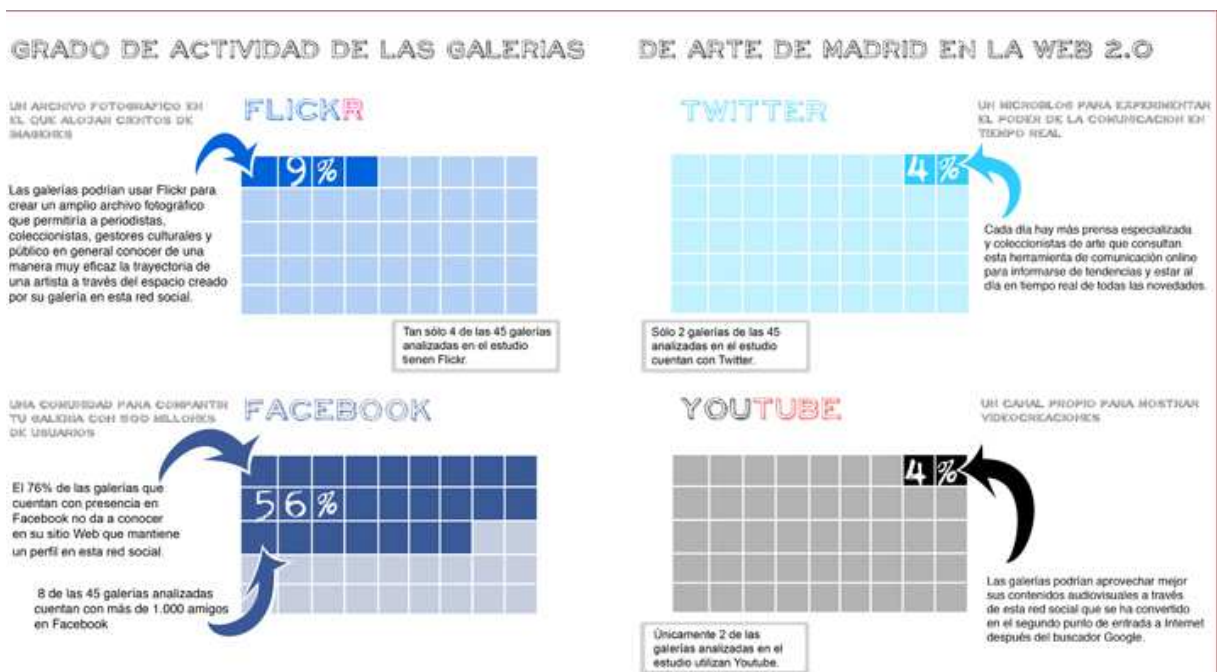 GRADO DE ACTIVIDAD DE LAS GALERIAS DE ARTE DE MADRID EN LA WEB 2.0
UN ARCHIVO FOTOGRAFICO EN
EL QUE ALOJAR CIENTOS DE
IMAGENES
FLICKR
9%
Las galerías podrían usar Flickr para
crear un amplio archivo fotográfico
que permitiría a periodistas,
coleccionistas, gestores culturales y
público en general conocer de una
manera muy eficaz la trayectoria de
una artista a través del espacio creado
por su galería en esta red social.
Tan sólo 4 de las 45 galerías
analizadas en el estudio
tienen Flickr.
TWITTER
UN MICROBLOG PARA EXPERIMENTAR
EL PODER DE LA COMUNICACION EN
TIEMPO REAL
4%
Cada día hay más prensa especializada
y coleccionistas de arte que consultan
esta herramienta de comunicación online
para informarse de tendencias y estar al
día en tiempo real de todas las novedades.
Sólo 2 galerías de las 45
analizadas en el estudio
cuentan con Twitter.
UNA COMUNIDAD PARA COMPARTIR
TU GALERIA CON 500 MILLONES
DE USUARIOS
FACEBOOK
56%
El 76% de las galerías que
cuentan con presencia en
Facebook no da a conocer
en su sitio Web que mantiene
un perfil en esta red social.
8 de las 45 galerías analizadas
cuentan con más de 1.000 amigos
en Facebook
YOUTUBE
UN CANAL PROPIO PARA MOSTRAR
VIDEOCREACIONES
4%
Las galerías podrían aprovechar mejor
sus contenidos audiovisuales a través
de esta red social que se ha convertido
en el segundo punto de entrada a Internet
después del buscador Google.
Únicamente 2 de las
galerías analizadas en el
estudio utilizan Youtube.